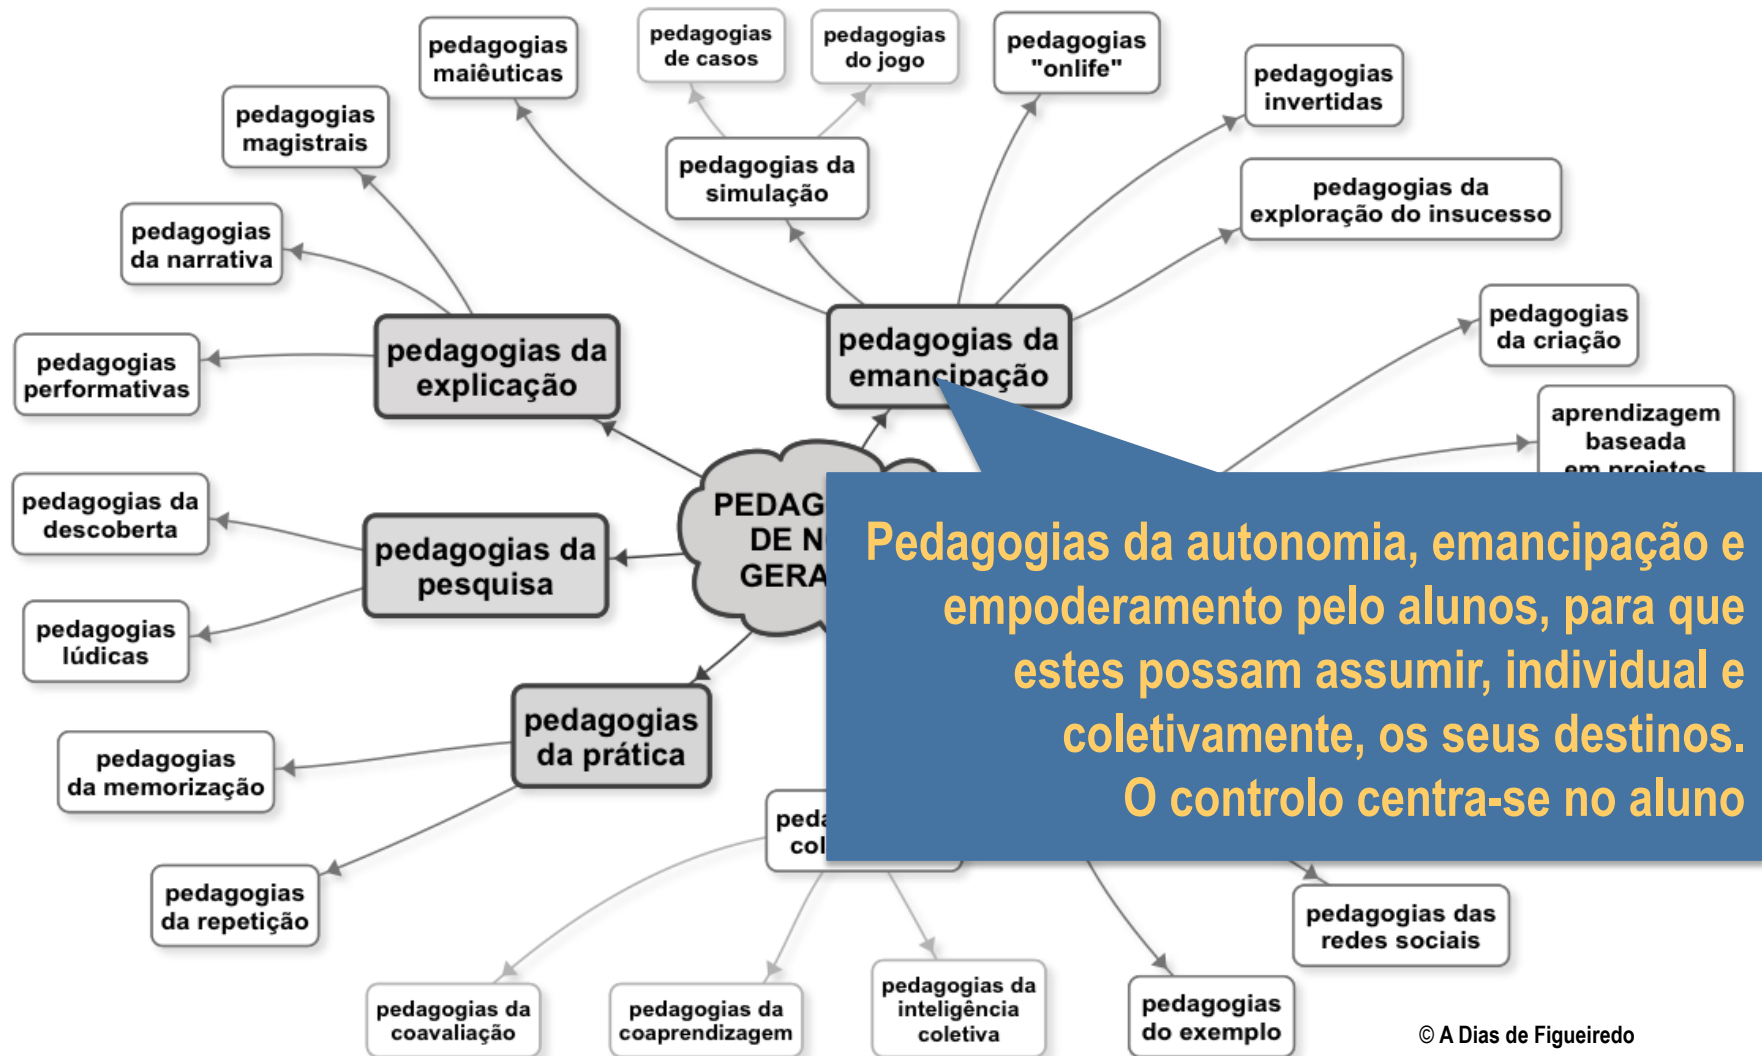 pedagogias
maiêuticas
pedagogias
de casos
pedagogias
do jogo
pedagogias
"onlife"
pedagogias
invertidas
pedagogias
magistrais
pedagogias da
simulação
pedagogias da
exploração do insucesso
pedagogias
da narrativa
pedagogias
performativas
pedagogias da
explicação
pedagogias da
emancipação
pedagogias
da criação
aprendizagem
baseada
em projetos
pedagogias da
descoberta
pedagogias da
pesquisa
pedagogias
lúdicas
Pedagogias da autonomia, emancipação e
empoderamento pelo alunos, para que
estes possam assumir, individual e
coletivamente, os seus destinos.
O controlo centra-se no aluno
pedagogias
da prática
pedagogias
da memorização
pedagogias
da repetição
pedagogias da
coavaliação
pedagogias da
coaprendizagem
pedagogias da
inteligência
coletiva
pedagogias
do exemplo
pedagogias das
redes sociais
© A Dias de Figueiredo